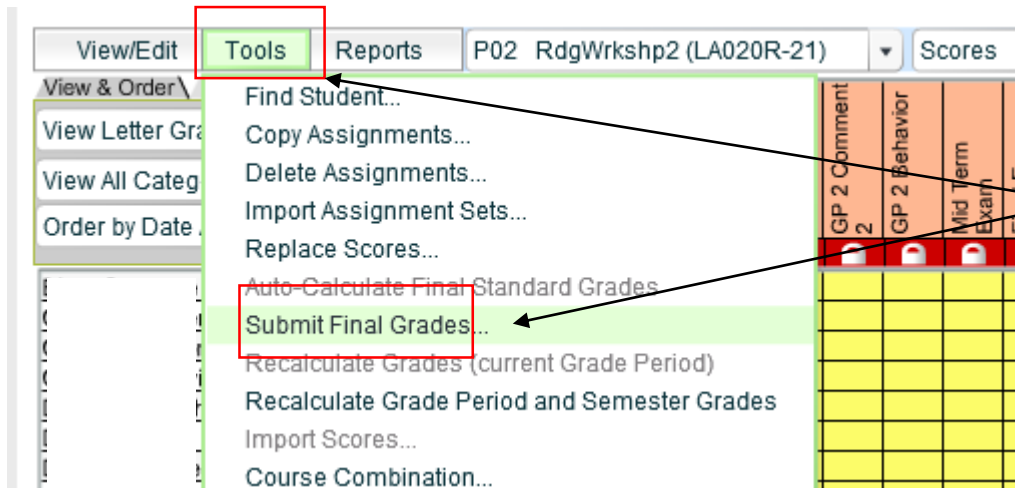 View/Edit Tools Reports P02 RdgWrkshp2 (LA020R-21) Scores
View & Order
View Letter Gra
View All Categ
Order by Date
Find Student...
Copy Assignments...
Delete Assignments...
Import Assignment Sets...
Replace Scores...
Auto-Calculate Final Standard Grades
Submit Final Grades...
Recalculate Grades (current Grade Period)
Recalculate Grade Period and Semester Grades
Import Scores...
Course Combination...
GP 2 Comment
2
GP 2 Behavior
Mid Term
Exam